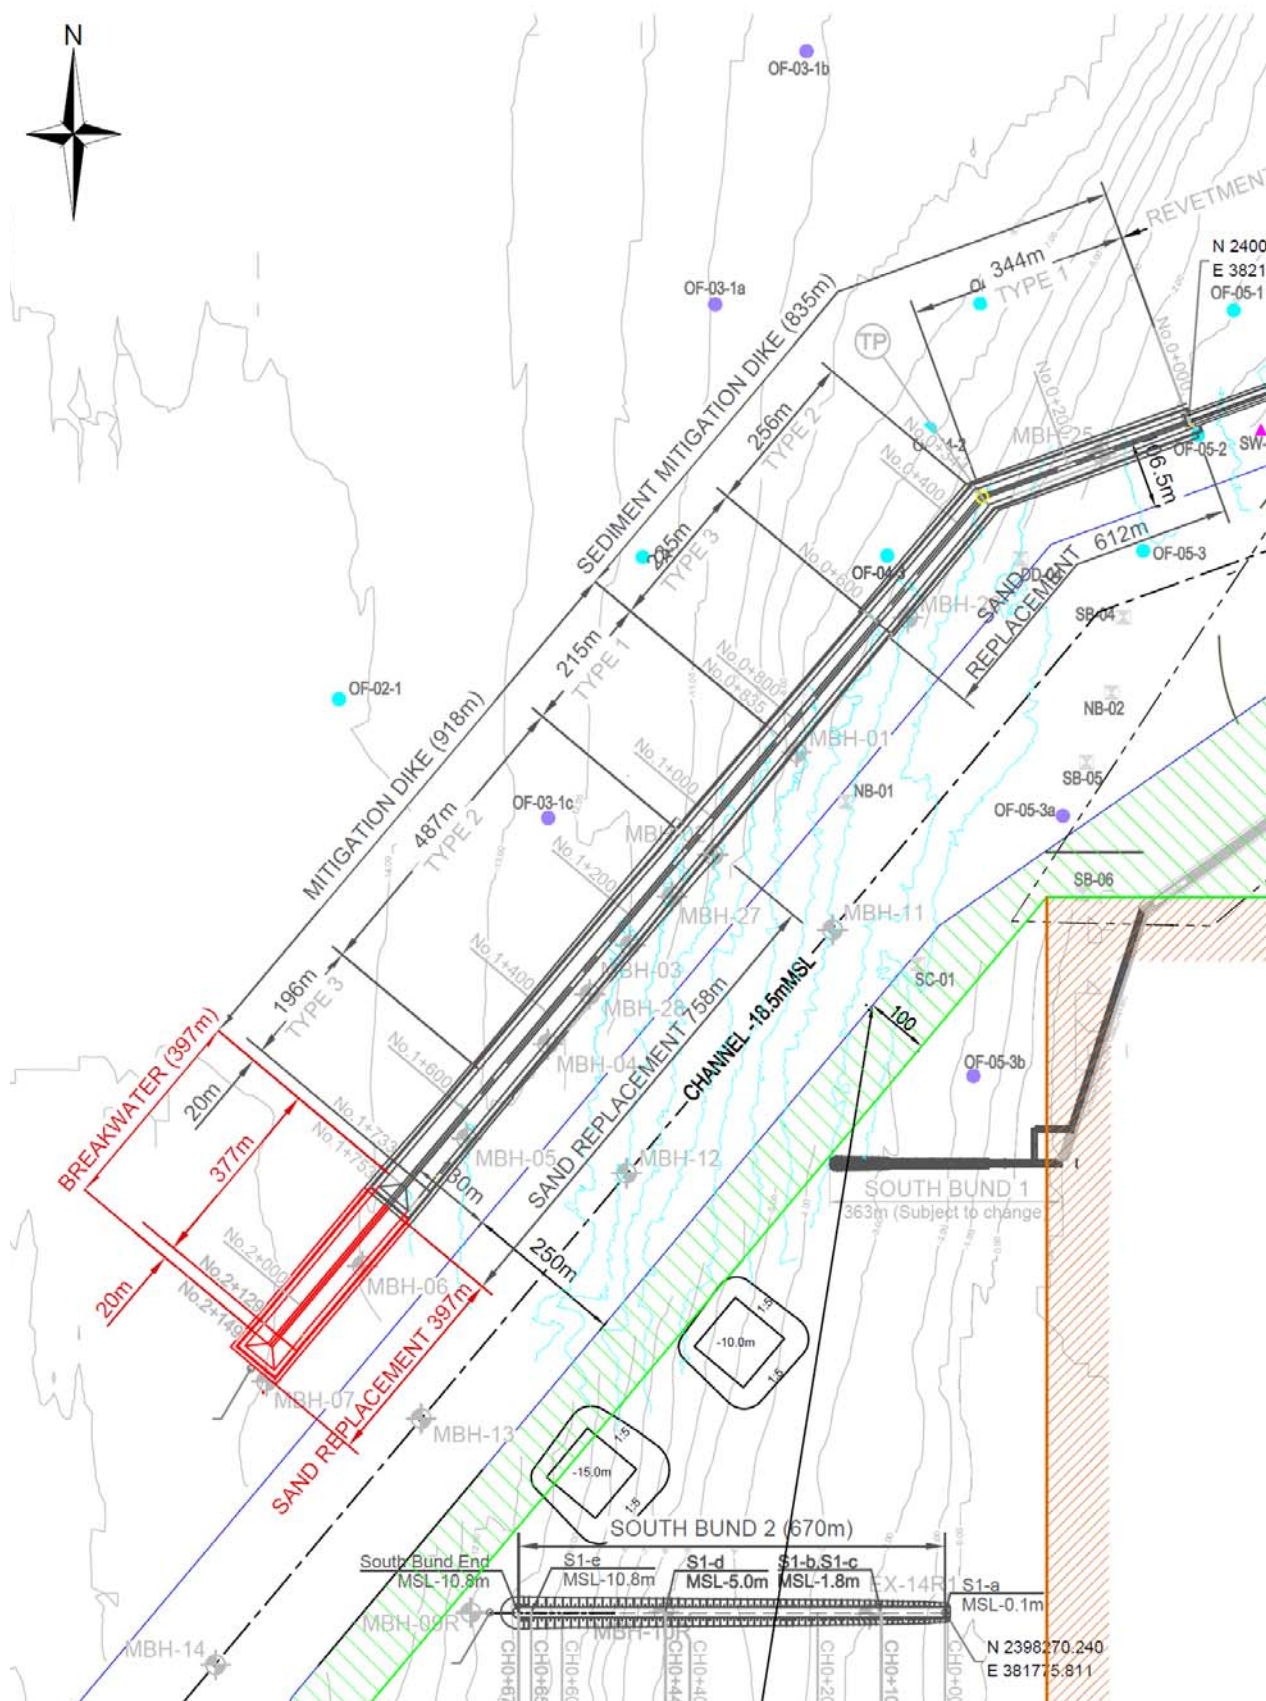 N
OF-03-1b
REVETMENT
N 2400
E 3821
344m
TYPE 1
OF-03-1a
OF-05-1
SEDIMENT MITIGATION DIKE (835m)
TP
No.0+000
256m
TYPE 2
No.0+200
MBH-25
OF-05-2
No.0+400
TYPE 3
612m
OF-04-3
No.0+600
OF-05-3
SAND
REPLACEMENT
SB-04
215m
TYPE 1
No.0+800
No.0+835
OF-02-1
NB-02
MITIGATION DIKE (918m)
MBH-01
SB-05
No.1+000
NB-01
OF-03-1c
OF-05-3a
487m
TYPE 2
No.1+200
SB-06
MBH-27
MBH-11
MBH-03
SC-01
No.1+400
MBH-28
196m
TYPE 3
MBH-04
SAND REPLACEMENT 758m
CHANNEL -18.5mMSL
100
BREAKWATER (397m)
No.1+600
OF-05-3b
20m
No.1+733
No.1+753
377m
MBH-05
MBH-12
SOUTH BUND 1
363m (Subject to change
250m
No.2+000
MBH-06
20m
No.2+129
No.2+149
SAND REPLACEMENT 397m
1:5
-10.0m
1:5
MBH-07
MBH-13
1:5
-15.0m
1:5
SOUTH BUND 2 (670m)
South Bund End
MSL-10.8m
S1-e
MSL-10.8m
S1-d
MSL-5.0m
S1-b,S1-c
MSL-1.8m
EX-14R1
S1-a
MSL-0.1m
MBH-09R
MBH-14
N 2398270.240
E 381775.811